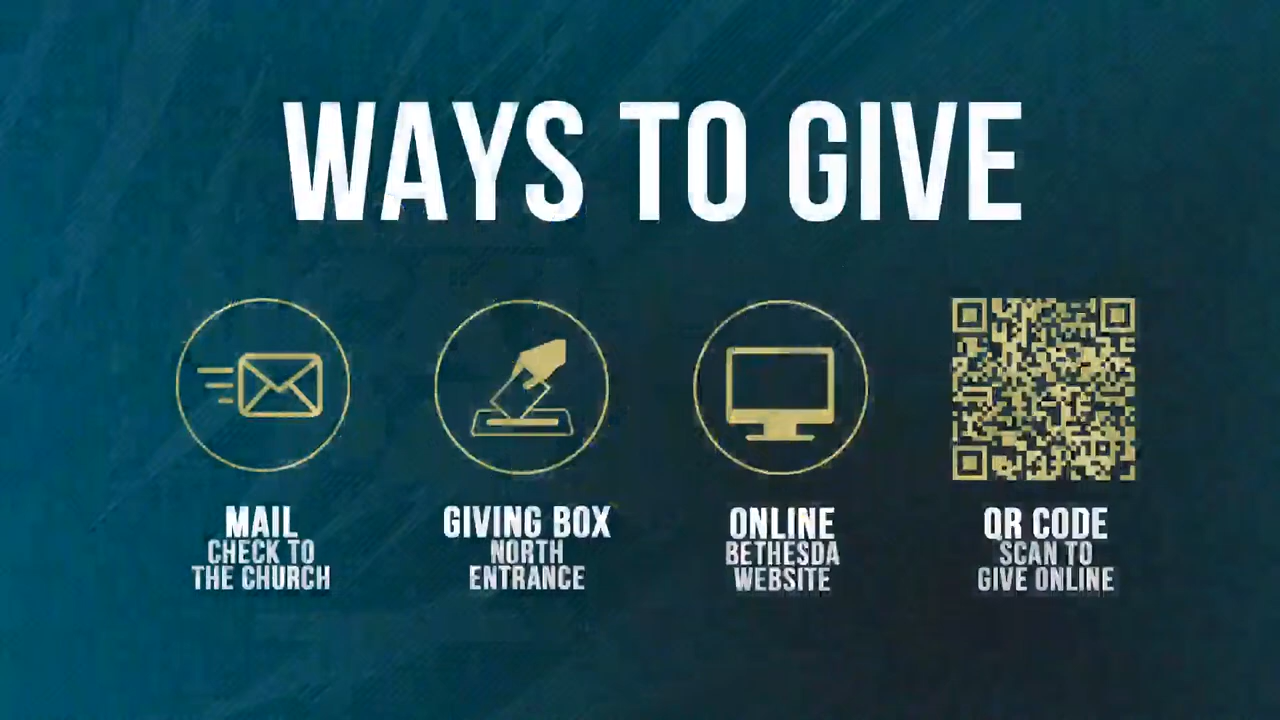 WAYS TO GIVE
MAIL
CHECK TO
THE CHURCH
GIVING BOX
NORTH
ENTRANCE
ONLINE
BETHESDA
WEBSITE
QR CODE
SCAN TO
GIVE ONLINE